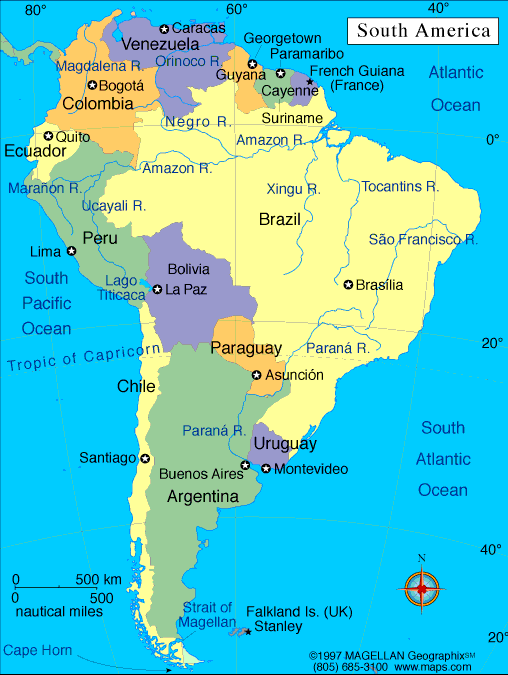 80°
60°
40°
South America
Caracas
Venezuela
Georgetown
Paramaribo
Magdalena R.
Orinoco R.
Guyana
French Guiana
(France)
Atlantic
Ocean
Bogotá
Cayenne
Colombia
Suriname
Negro R.
Quito
Amazon R.
0°
Ecuador
Amazon R.
Marañon R.
Xingu R.
Tocantins R.
Ucayali R.
Brazil
Peru
São Francisco R.
Lima
Bolivia
South
Pacific
Ocean
Lago
Titicaca
La Paz
Brasília
Tropic of Capricorn
Paraguay
Paraná R.
20°
Asunción
Chile
Paraná R.
Uruguay
South
Atlantic
Ocean
Santiago
Buenos Aires
Montevideo
Argentina
40°
N
0
500 km
0
500
nautical miles
Strait of
Magellan
Falkland Is. (UK)
Stanley
20°
Cape Horn
©1997 MAGELLAN Geographix℠
(805) 685-3100 www.maps.com